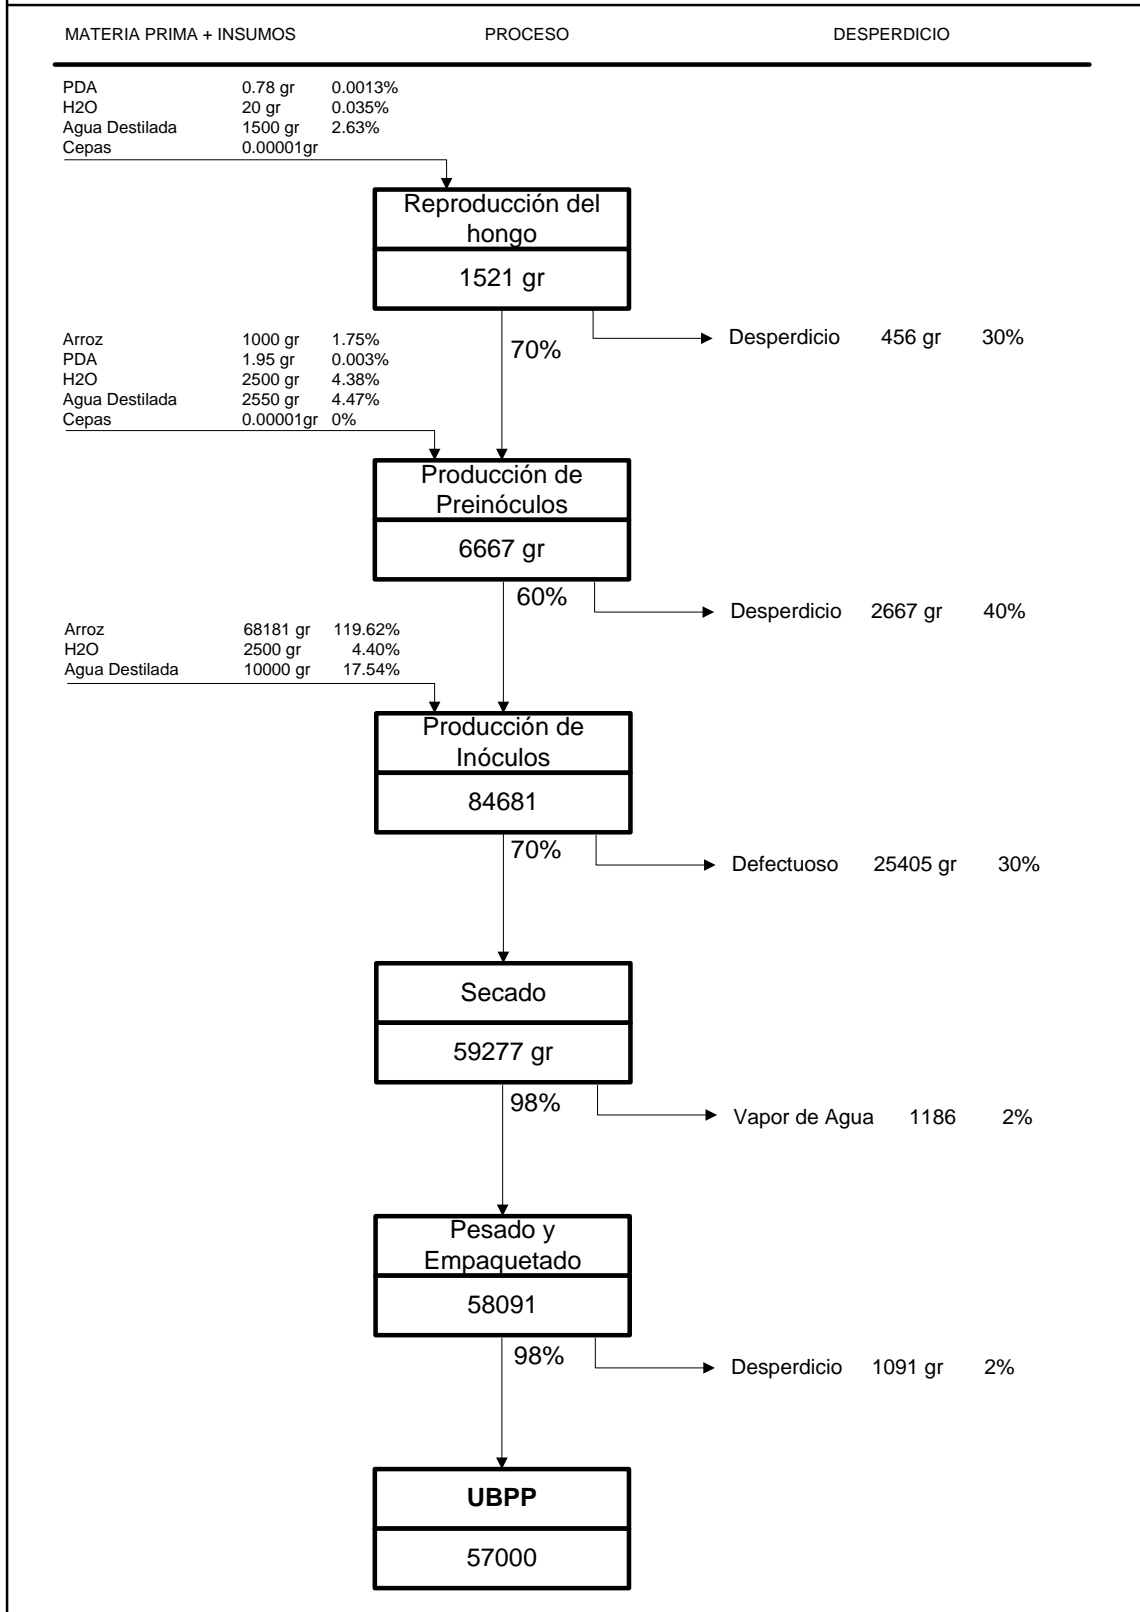 MATERIA PRIMA + INSUMOS PROCESO DESPERDICIO
PDA 0.78 gr 0.0013%
H2O 20 gr 0.035%
Agua Destilada 1500 gr 2.63%
Cepas 0.00001gr
Reproducción del
hongo
1521 gr
Desperdicio 456 gr 30%
70%
Arroz 1000 gr 1.75%
PDA 1.95 gr 0.003%
H2O 2500 gr 4.38%
Agua Destilada 2550 gr 4.47%
Cepas 0.00001gr 0%
Producción de
Preinóculos
6667 gr
60%
Desperdicio 2667 gr 40%
Arroz 68181 gr 119.62%
H2O 2500 gr 4.40%
Agua Destilada 10000 gr 17.54%
Producción de
Inóculos
84681
70%
Defectuoso 25405 gr 30%
Secado
59277 gr
98%
Vapor de Agua 1186 2%
Pesado y
Empaquetado
58091
98%
Desperdicio 1091 gr 2%
UBPP
57000